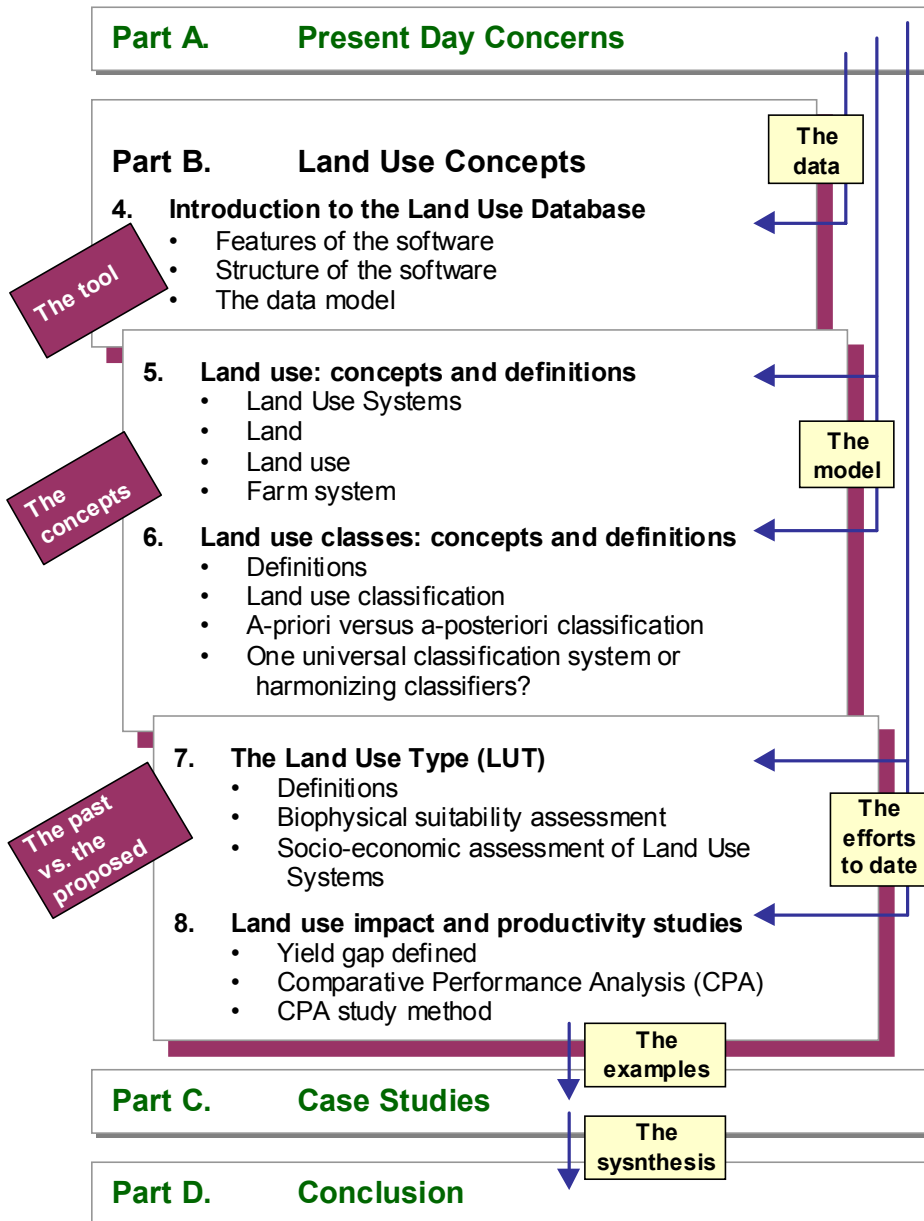 Part A. Present Day Concerns
The
data
Part B. Land Use Concepts
4. Introduction to the Land Use Database
• Features of the software
• Structure of the software
• The data model
The tool
5. Land use: concepts and definitions
• Land Use Systems
• Land
• Land use
• Farm system
The
model
The
concepts
6. Land use classes: concepts and definitions
• Definitions
• Land use classification
• A-priori versus a-posteriori classification
• One universal classification system or
harmonizing classifiers?
7. The Land Use Type (LUT)
• Definitions
• Biophysical suitability assessment
• Socio-economic assessment of Land Use
Systems
The
efforts
to date
The past
vs. the
proposed
8. Land use impact and productivity studies
• Yield gap defined
• Comparative Performance Analysis (CPA)
• CPA study method
The
examples
Part C. Case Studies
The
sysnthesis
Part D. Conclusion